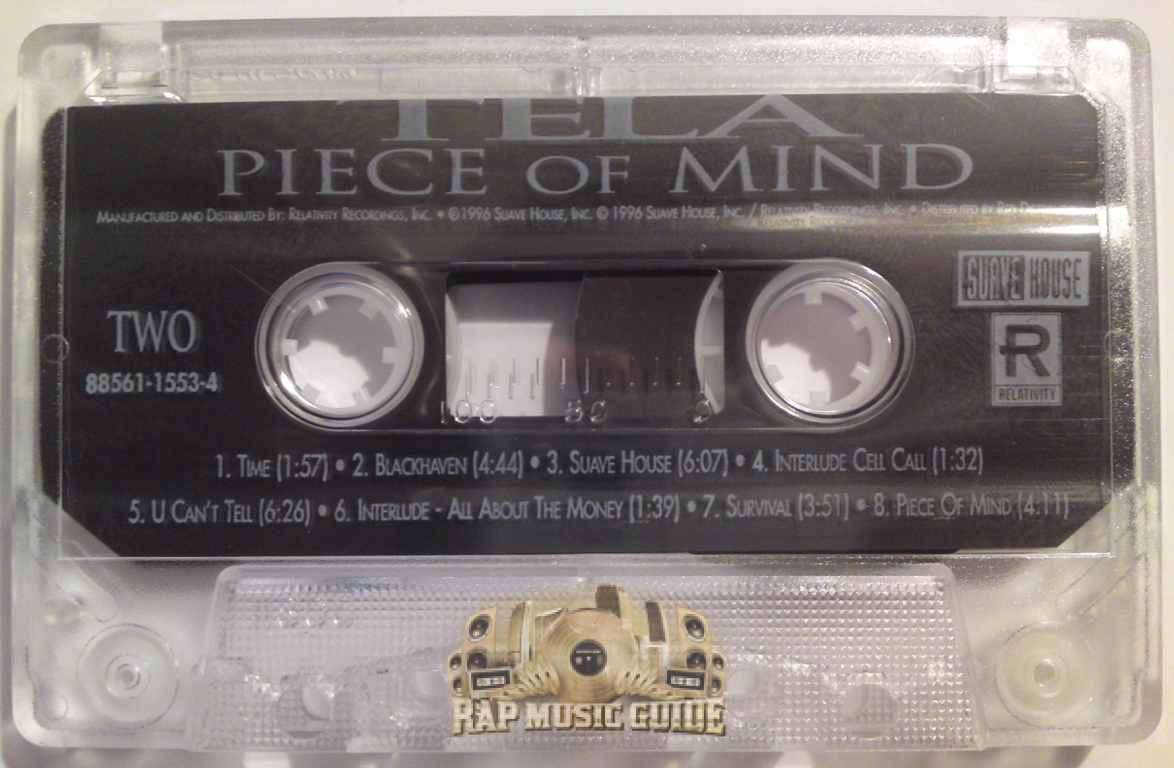 TELA
PIECE OF MIND
MANUFACTURED AND DISTRIBUTED BY: RELATIVITY RECORDINGS, INC. • ℗1996 SUAVE HOUSE, INC. © 1996 SUAVE HOUSE, INC. / RELATIVITY RECORDINGS, INC. • DISTRIBUTED BY RED
SUAVE HOUSE
TWO
R
88561-1553-4
RELATIVITY
100 50 0
1. TIME (1:57) • 2. BLACKHAVEN (4:44) • 3. SUAVE HOUSE (6:07) • 4. INTERLUDE CELL CALL (1:32)
5. U CAN'T TELL (6:26) • 6. INTERLUDE - ALL ABOUT THE MONEY (1:39) • 7. SURVIVAL (3:51) • 8. PIECE OF MIND (4:11)
RAP MUSIC GUIDE